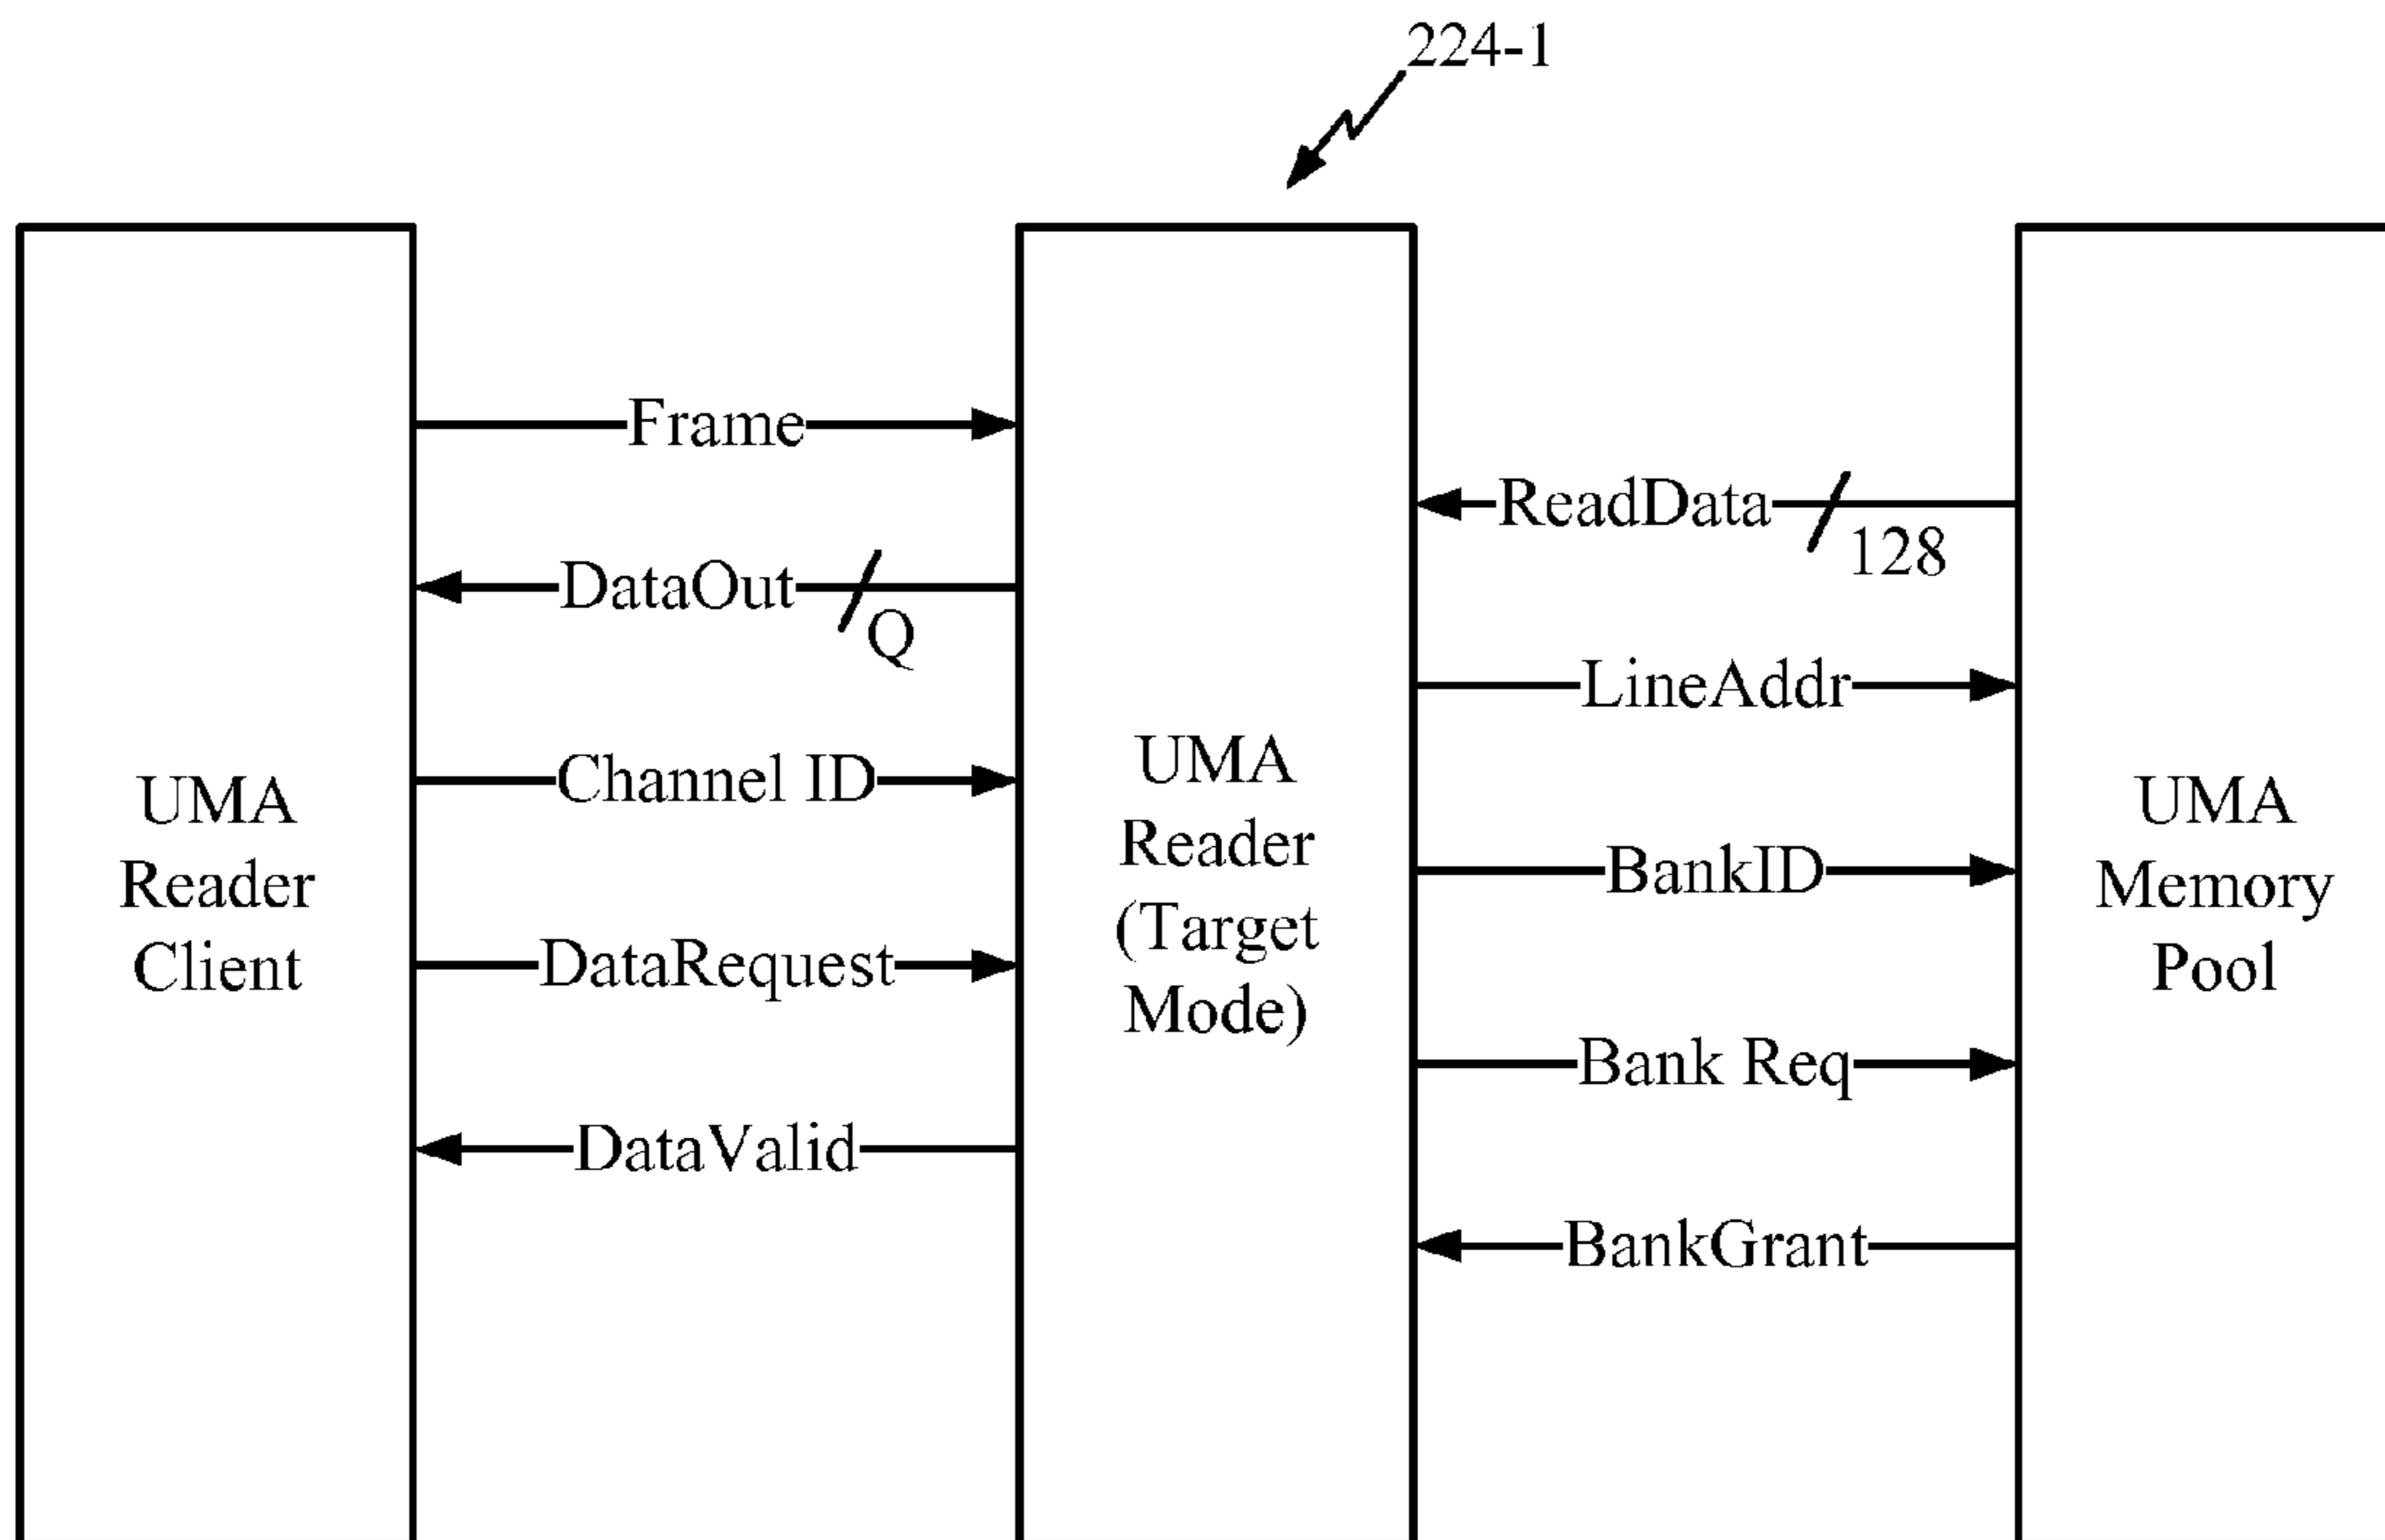 224-1
Frame
DataOut
Q
Channel ID
DataRequest
DataValid
ReadData
128
LineAddr
BankID
Bank Req
BankGrant
UMA
Reader
Client
UMA
Reader
(Target
Mode)
UMA
Memory
Pool